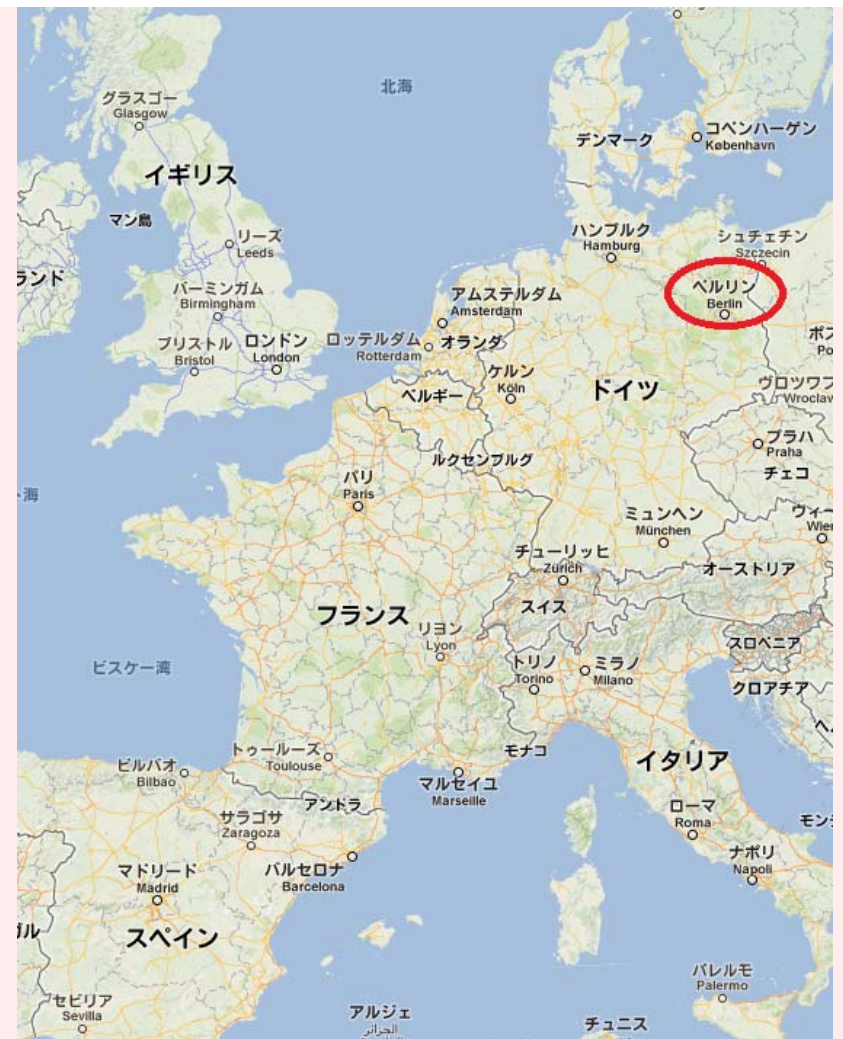 北海
グラスゴー
Glasgow
イギリス
マン島
デンマーク
コペンハーゲン
København
リーズ
Leeds
ハンブルク
Hamburg
シュチェチン
Szczecin
ランド
バーミンガム
Birmingham
アムステルダム
Amsterdam
ベルリン
Berlin
ブリストル
Bristol
ロンドン
London
ロッテルダム
Rotterdam
オランダ
ポズ
Po
ケルン
Köln
ベルギー
ドイツ
ヴロツワフ
Wrocław
プラハ
Praha
チェコ
ルクセンブルグ
パリ
Paris
海
ミュンヘン
München
ウィー
Wien
チューリッヒ
Zürich
オーストリア
スイス
フランス
リヨン
Lyon
スロベニア
ビスケー湾
トリノ
Torino
ミラノ
Milano
クロアチア
トゥールーズ
Toulouse
モナコ
イタリア
ビルバオ
Bilbao
マルセイユ
Marseille
アンドラ
サラゴサ
Zaragoza
ローマ
Roma
モンテ
ナポリ
Napoli
マドリード
Madrid
バルセロナ
Barcelona
ガル
スペイン
パレルモ
Palermo
セビリア
Sevilla
アルジェ
الجزائر
チュニス